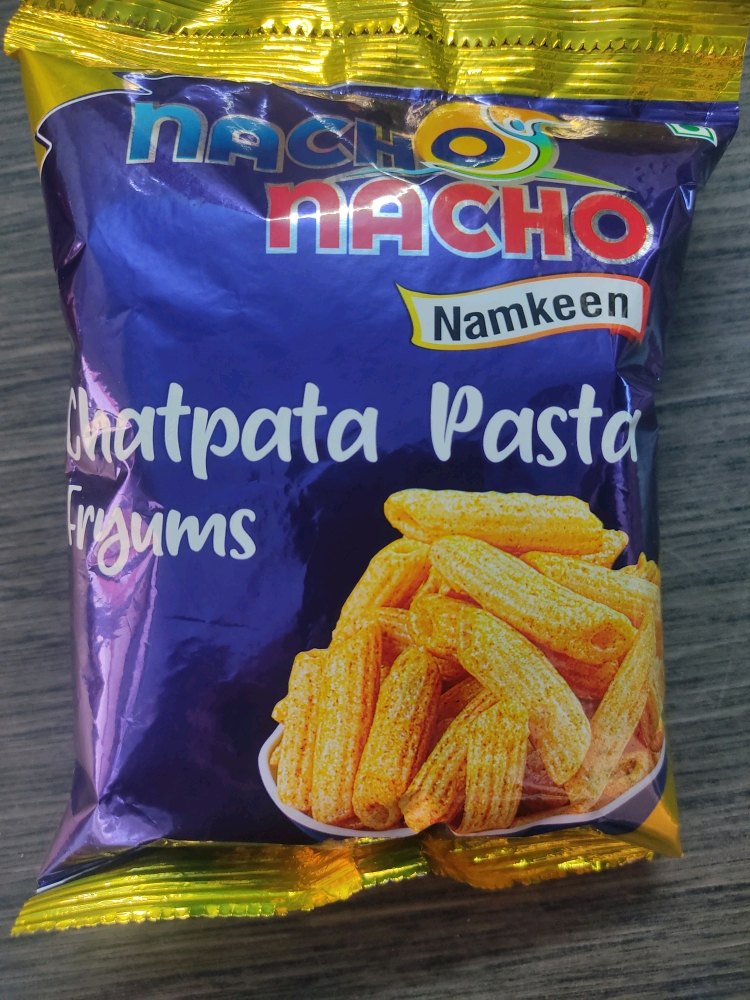 NACHO
NACHO
Namkeen
Chatpata Pasta
Fryums